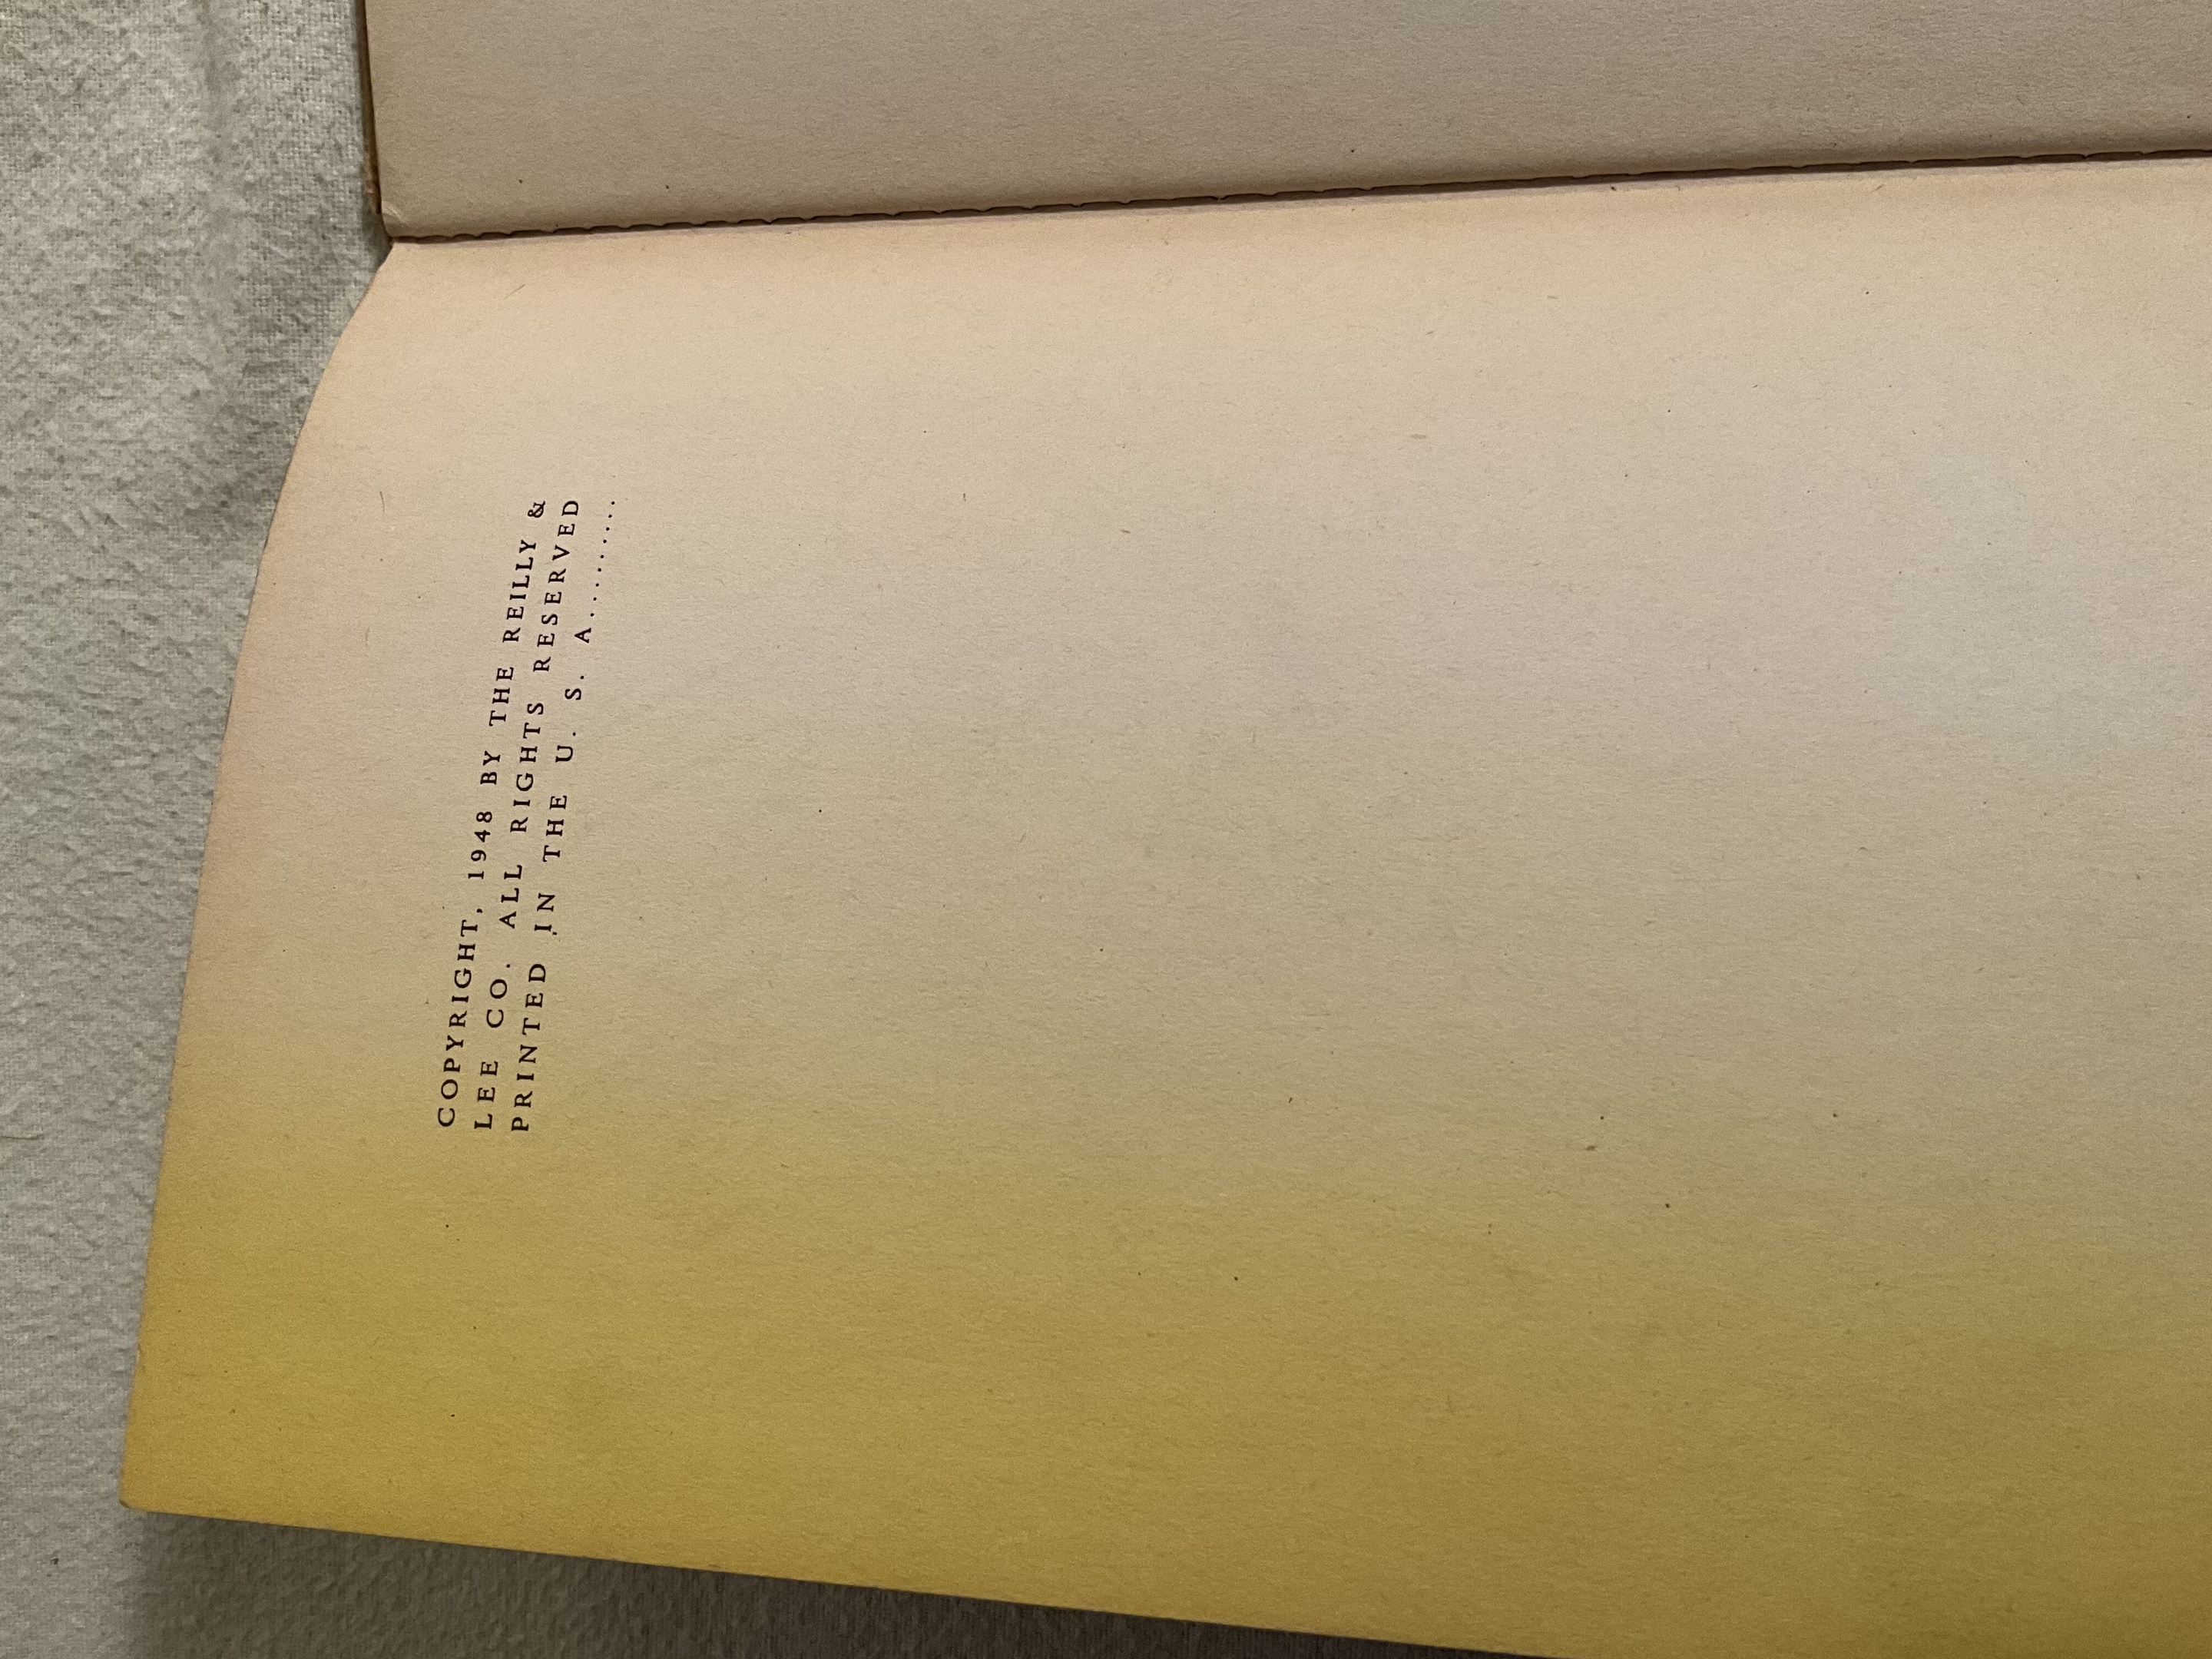 COPYRIGHT, 1948 BY THE REILLY &
LEE CO. ALL RIGHTS RESERVED
PRINTED IN THE U. S. A..........